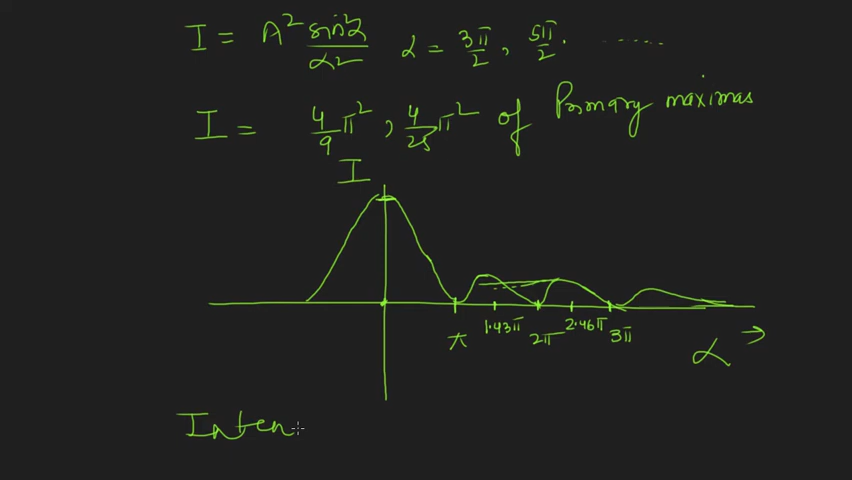 I = A² sin²α / α² α = 3π/2, 5π/2. ......
I = 4/9π², 4/25π² of Primary maximas
I
π 1.43π 2π 2.46π 3π
α →
Inten